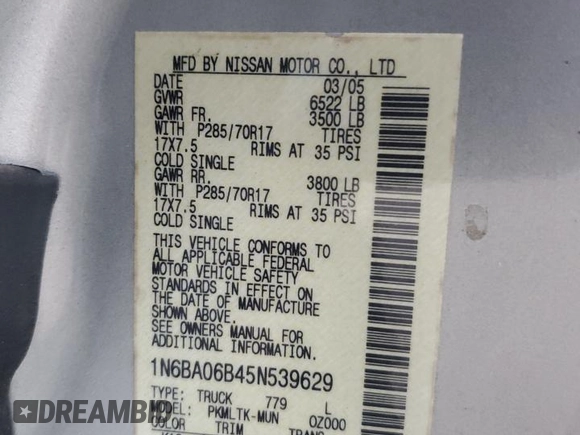 MFD BY NISSAN MOTOR CO., LTD
DATE 03/05
GVWR 6522 LB
GAWR FR. 3500 LB
WITH P285/70R17 TIRES
17X7.5 RIMS AT 35 PSI
COLD SINGLE
GAWR RR. 3800 LB
WITH P285/70R17 TIRES
17X7.5 RIMS AT 35 PSI
COLD SINGLE
THIS VEHICLE CONFORMS TO
ALL APPLICABLE FEDERAL
MOTOR VEHICLE SAFETY
STANDARDS IN EFFECT ON
THE DATE OF MANUFACTURE
SHOWN ABOVE.
SEE OWNERS MANUAL FOR
ADDITIONAL INFORMATION.
1N6BA06B45N539629
TYPE: TRUCK 779 L
MODEL: PKMLTK-MUN 0Z000
COLOR TRIM TRANS
DREAMBID